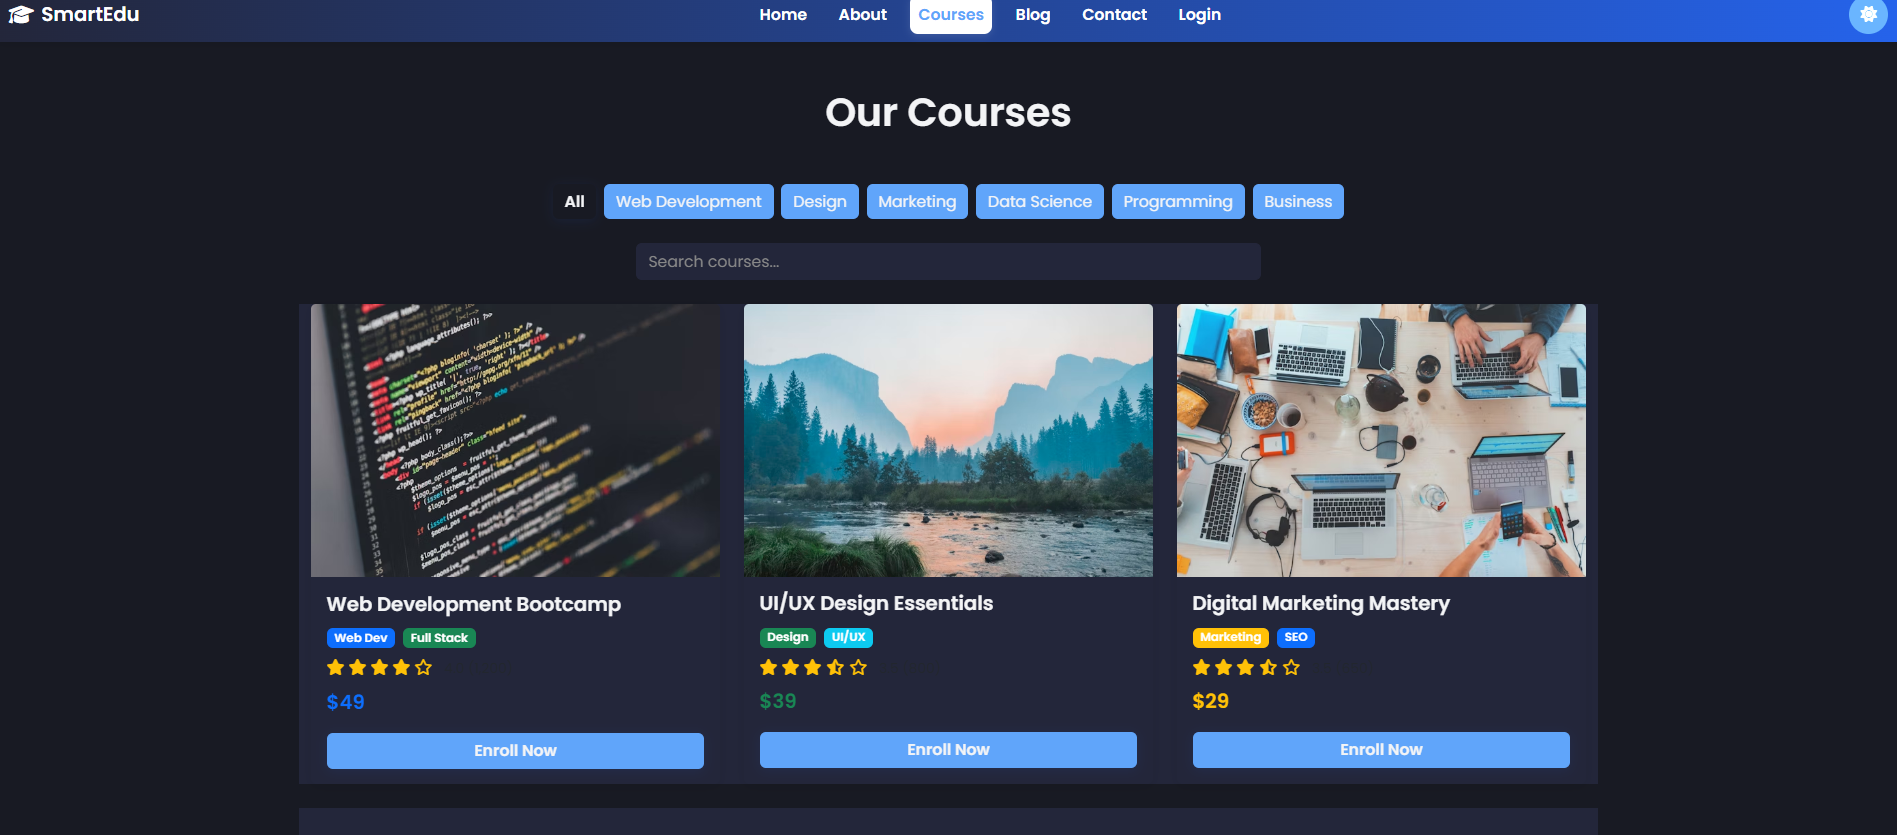 SmartEdu
Home About Courses Blog Contact Login
Our Courses
All Web Development Design Marketing Data Science Programming Business
Search courses...
Web Development Bootcamp
Web Dev Full Stack
$49
Enroll Now
UI/UX Design Essentials
Design UI/UX
$39
Enroll Now
Digital Marketing Mastery
Marketing SEO
$29
Enroll Now